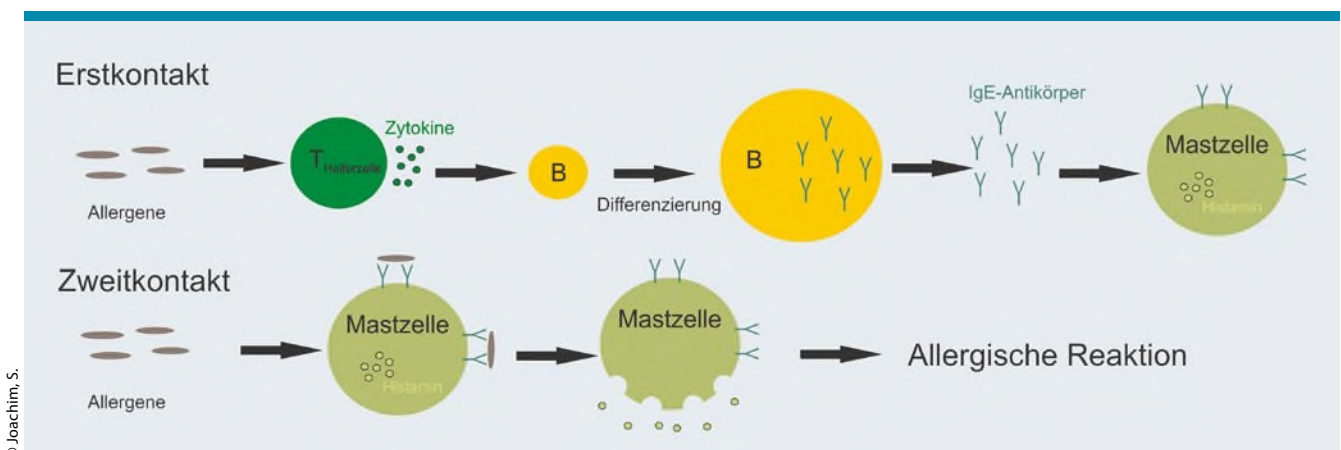 Erstkontakt
Allergene
T Helferzelle
Zytokine
B
Differenzierung
B
IgE-Antikörper
Mastzelle
Histamin
Zweitkontakt
Allergene
Mastzelle
Histamin
Mastzelle
Allergische Reaktion
© Joachim, S.